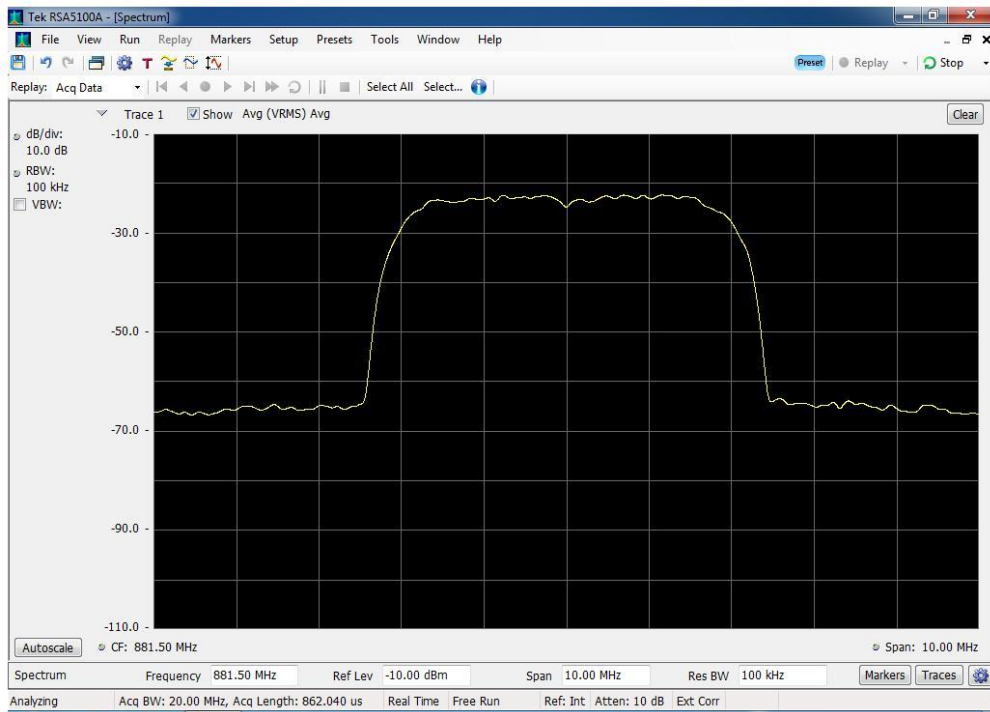 Tek RSA5100A - [Spectrum]
File View Run Replay Markers Setup Presets Tools Window Help
T Preset Replay Stop
Replay: Acq Data Select All Select...
Trace 1 Show Avg (VRMS) Avg Clear
dB/div: -10.0
10.0 dB
RBW:
100 kHz
VBW:
-30.0
-50.0
-70.0
-90.0
-110.0
Autoscale CF: 881.50 MHz Span: 10.00 MHz
Spectrum Frequency 881.50 MHz Ref Lev -10.00 dBm Span 10.00 MHz Res BW 100 kHz Markers Traces
Analyzing Acq BW: 20.00 MHz, Acq Length: 862.040 us Real Time Free Run Ref: Int Atten: 10 dB Ext Corr